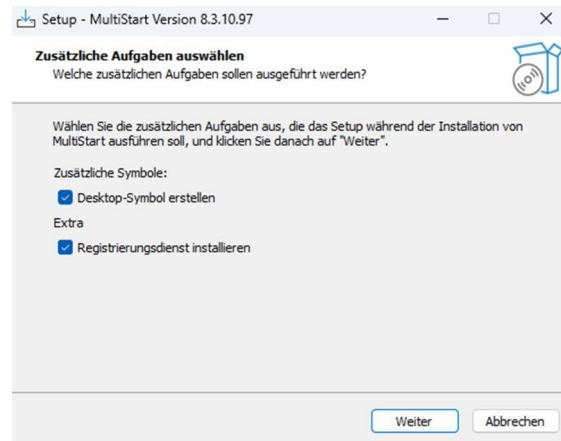 Setup - MultiStart Version 8.3.10.97
Zusätzliche Aufgaben auswählen
Welche zusätzlichen Aufgaben sollen ausgeführt werden?
Wählen Sie die zusätzlichen Aufgaben aus, die das Setup während der Installation von
MultiStart ausführen soll, und klicken Sie danach auf "Weiter".
Zusätzliche Symbole:
Desktop-Symbol erstellen
Extra
Registrierungsdienst installieren
Weiter
Abbrechen